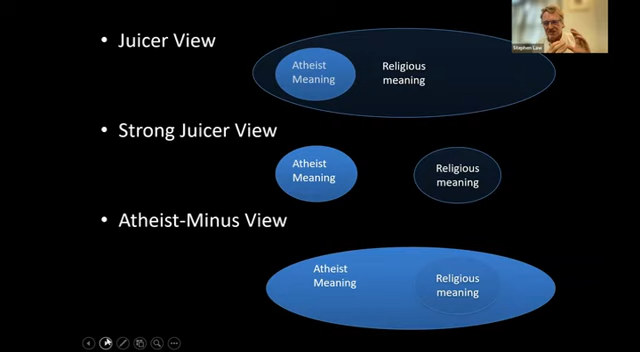 Stephen Law
• Juicer View
Atheist
Meaning
Religious
meaning
• Strong Juicer View
Atheist
Meaning
Religious
meaning
• Atheist-Minus View
Atheist
Meaning
Religious
meaning